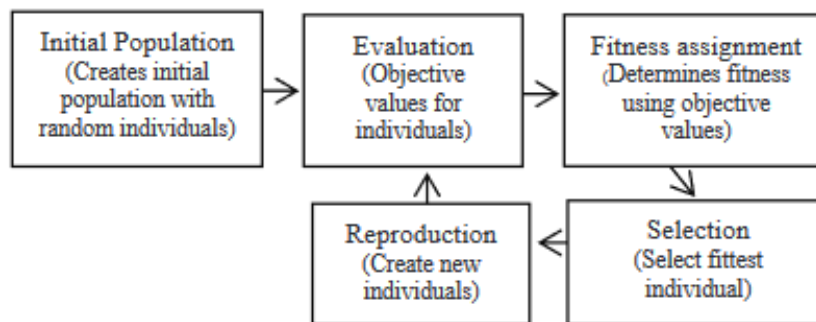 Initial Population
(Creates initial
population with
random individuals)
Evaluation
(Objective
values for
individuals)
Fitness assignment
(Determines fitness
using objective
values)
Reproduction
(Create new
individuals)
Selection
(Select fittest
individual)